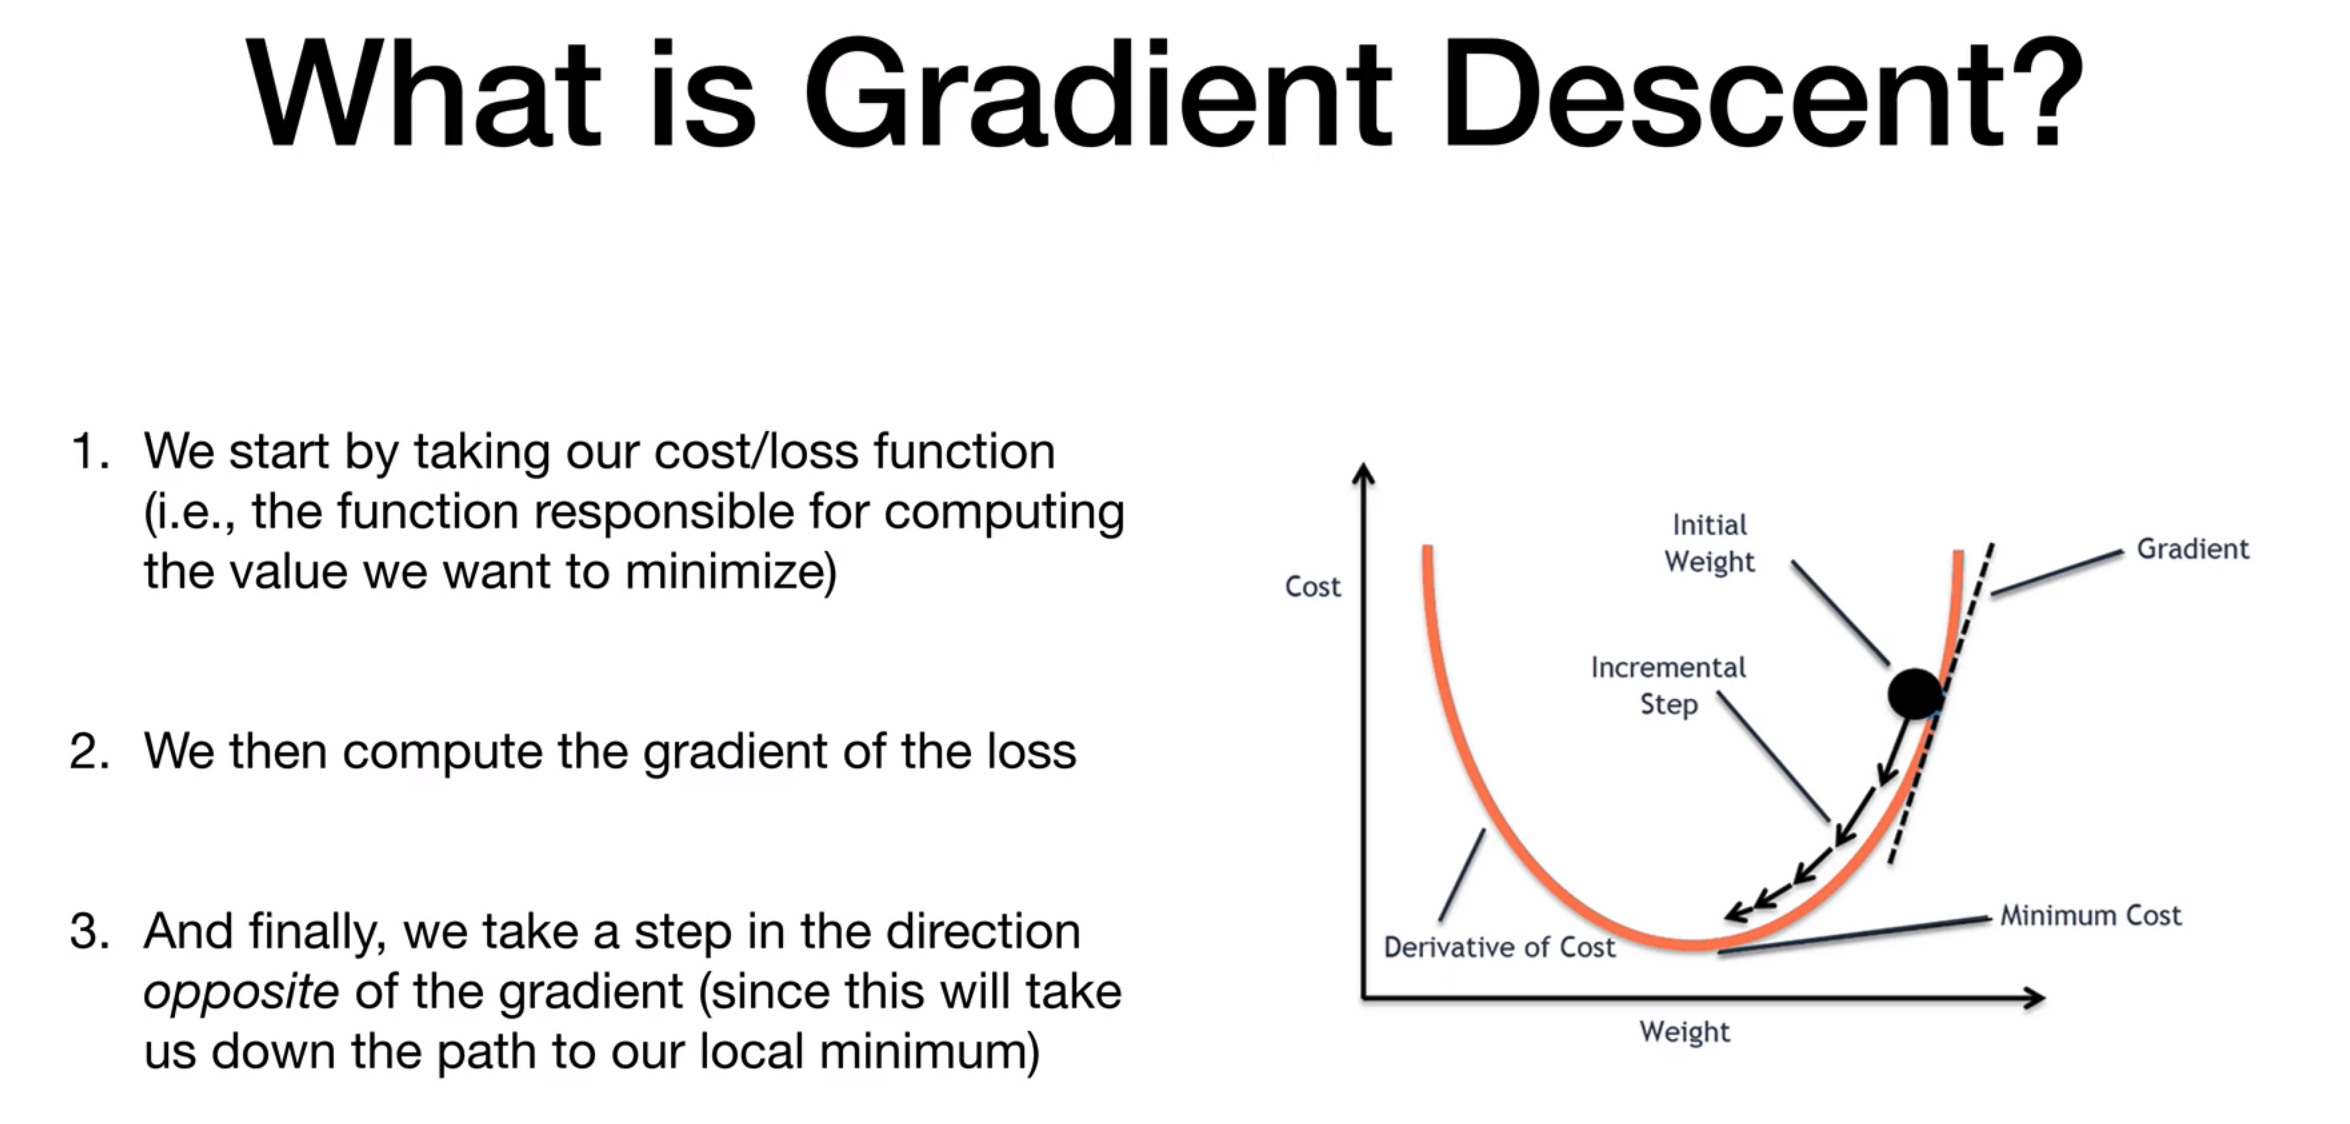 What is Gradient Descent?
1. We start by taking our cost/loss function
(i.e., the function responsible for computing
the value we want to minimize)
2. We then compute the gradient of the loss
3. And finally, we take a step in the direction
opposite of the gradient (since this will take
us down the path to our local minimum)
Cost
Initial
Weight
Gradient
Incremental
Step
Derivative of Cost
Minimum Cost
Weight